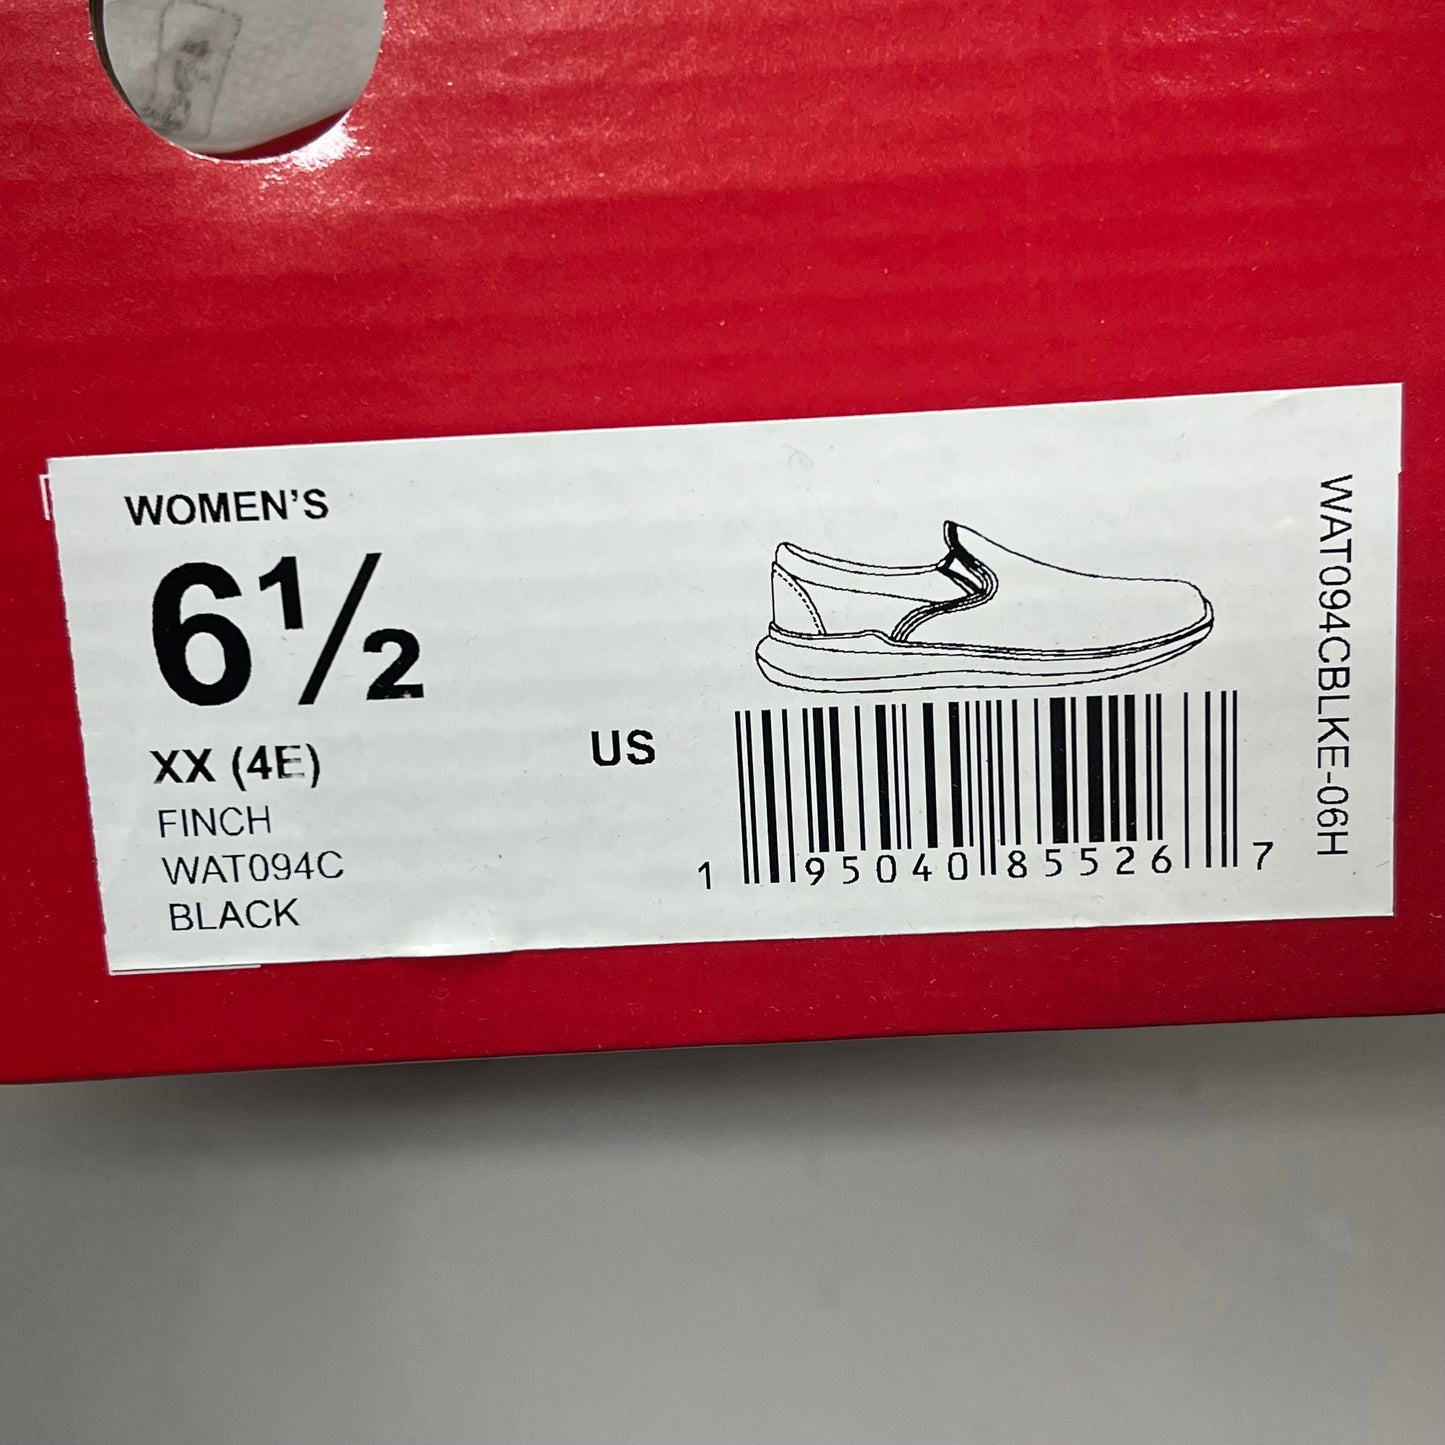 WOMEN'S
6½
XX (4E)
US
FINCH
WAT094C
BLACK
1 95040 85526 7
WAT094CBLKE-06H